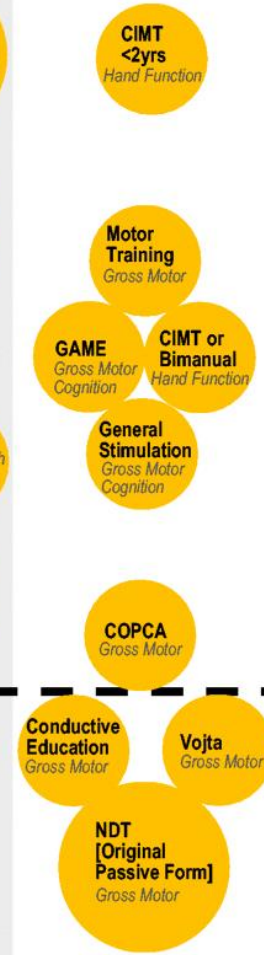 CIMT
<2yrs
Hand Function
Motor
Training
Gross Motor
GAME
Gross Motor
Cognition
CIMT or
Bimanual
Hand Function
General
Stimulation
Gross Motor
Cognition
COPCA
Gross Motor
Conductive
Education
Gross Motor
Vojta
Gross Motor
NDT
[Original
Passive Form]
Gross Motor